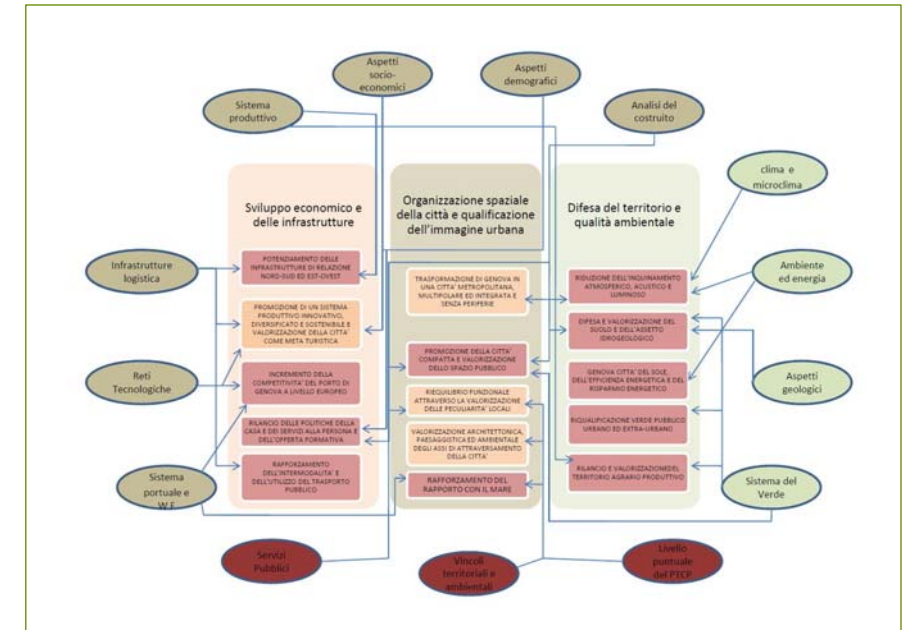 Aspetti
socio-
economici
Aspetti
demografici
Sistema
produttivo
Analisi del
costruito
clima e
microclima
Sviluppo economico e
delle infrastrutture
Organizzazione spaziale
della città e qualificazione
dell'immagine urbana
Difesa del territorio e
qualità ambientale
Infrastrutture
logistica
Ambiente
ed energia
POTENZIAMENTO DELLE
INFRASTRUTTURE DI RELAZIONE
NORD-SUD ED EST-OVEST
TRASFORMAZIONE DI GENOVA IN
UNA CITTA' METROPOLITANA,
MULTIPOLARE ED INTEGRATA E
SENZA PERIFERIE
RIDUZIONE DELL'INQUINAMENTO
ATMOSFERICO, ACUSTICO E
LUMINOSO
PROMOZIONE DI UN SISTEMA
PRODUTTIVO INNOVATIVO,
DIVERSIFICATO E SOSTENIBILE E
VALORIZZAZIONE DELLA CITTA'
COME META TURISTICA
DIFESA E VALORIZZAZIONE DEL
SUOLO E DELL'ASSETTO
IDROGEOLOGICO
Reti
Tecnologiche
INCREMENTO DELLA
COMPETITIVITA' DEL PORTO DI
GENOVA A LIVELLO EUROPEO
PROMOZIONE DELLA CITTA'
COMPATTA E VALORIZZAZIONE
DELLO SPAZIO PUBBLICO
GENOVA CITTA' DEL SOLE,
DELL'EFFICIENZA ENERGETICA E DEL
RISPARMIO ENERGETICO
Aspetti
geologici
RILANCIO DELLE POLITICHE DELLA
CASA E DEI SERVIZI ALLA PERSONA E
DELL'OFFERTA FORMATIVA
RIEQUILIBRIO FUNZIONALE
ATTRAVERSO LA VALORIZZAZIONE
DELLE PECULIARITA' LOCALI
RIQUALIFICAZIONE VERDE PUBBLICO
URBANO ED EXTRA-URBANO
VALORIZZAZIONE ARCHITETTONICA,
PAESAGGISTICA ED AMBIENTALE
DEGLI ASSI DI ATTRAVERSAMENTO
DELLA CITTA'
RAFFORZAMENTO
DELL'INTERMODALITA' E
DELL'UTILIZZO DEL TRASPORTO
PUBBLICO
RAFFORZAMENTO DEL
RAPPORTO CON IL MARE
RILANCIO E VALORIZZAZIONEDEL
TERRITORIO AGRARIO PRODUTTIVO
Sistema
portuale e
W.F.
Sistema del
Verde
Servizi
Pubblici
Vincoli
territoriali e
ambientali
Livello
puntuale
del PTCP